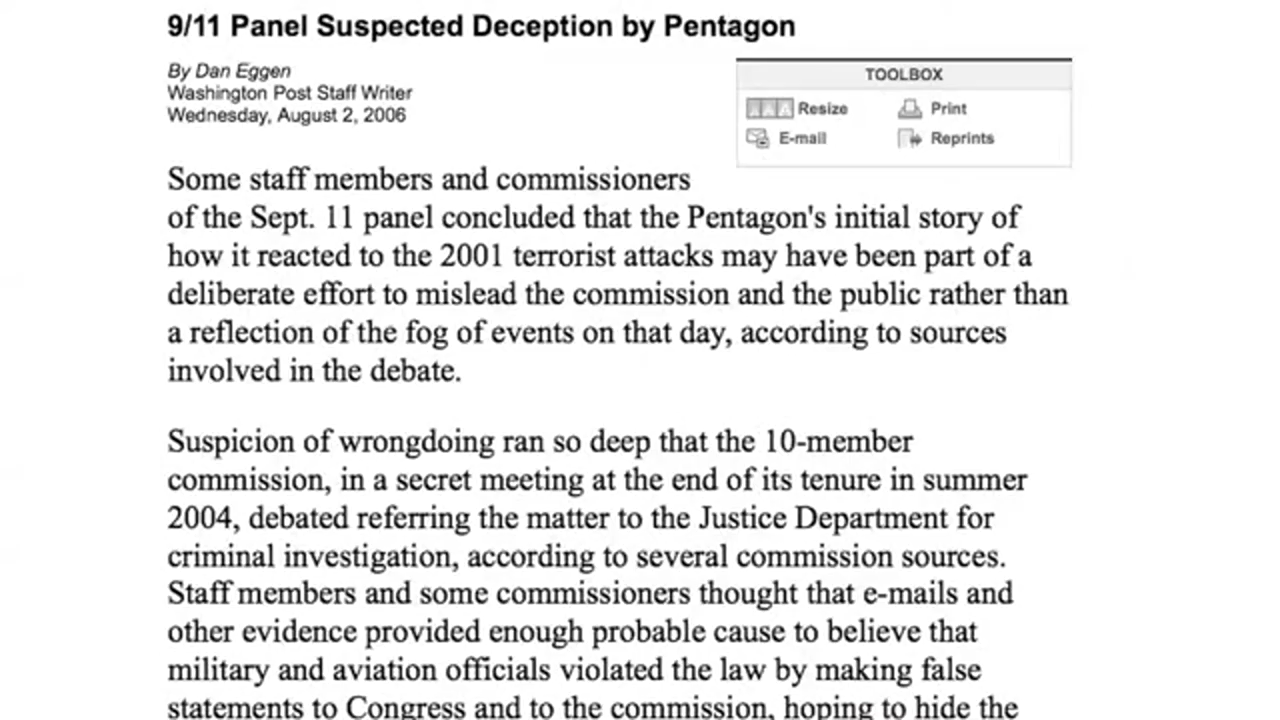 9/11 Panel Suspected Deception by Pentagon
By Dan Eggen
Washington Post Staff Writer
Wednesday, August 2, 2006
TOOLBOX
Resize
Print
E-mail
Reprints
Some staff members and commissioners
of the Sept. 11 panel concluded that the Pentagon's initial story of
how it reacted to the 2001 terrorist attacks may have been part of a
deliberate effort to mislead the commission and the public rather than
a reflection of the fog of events on that day, according to sources
involved in the debate.
Suspicion of wrongdoing ran so deep that the 10-member
commission, in a secret meeting at the end of its tenure in summer
2004, debated referring the matter to the Justice Department for
criminal investigation, according to several commission sources.
Staff members and some commissioners thought that e-mails and
other evidence provided enough probable cause to believe that
military and aviation officials violated the law by making false
statements to Congress and to the commission, hoping to hide the